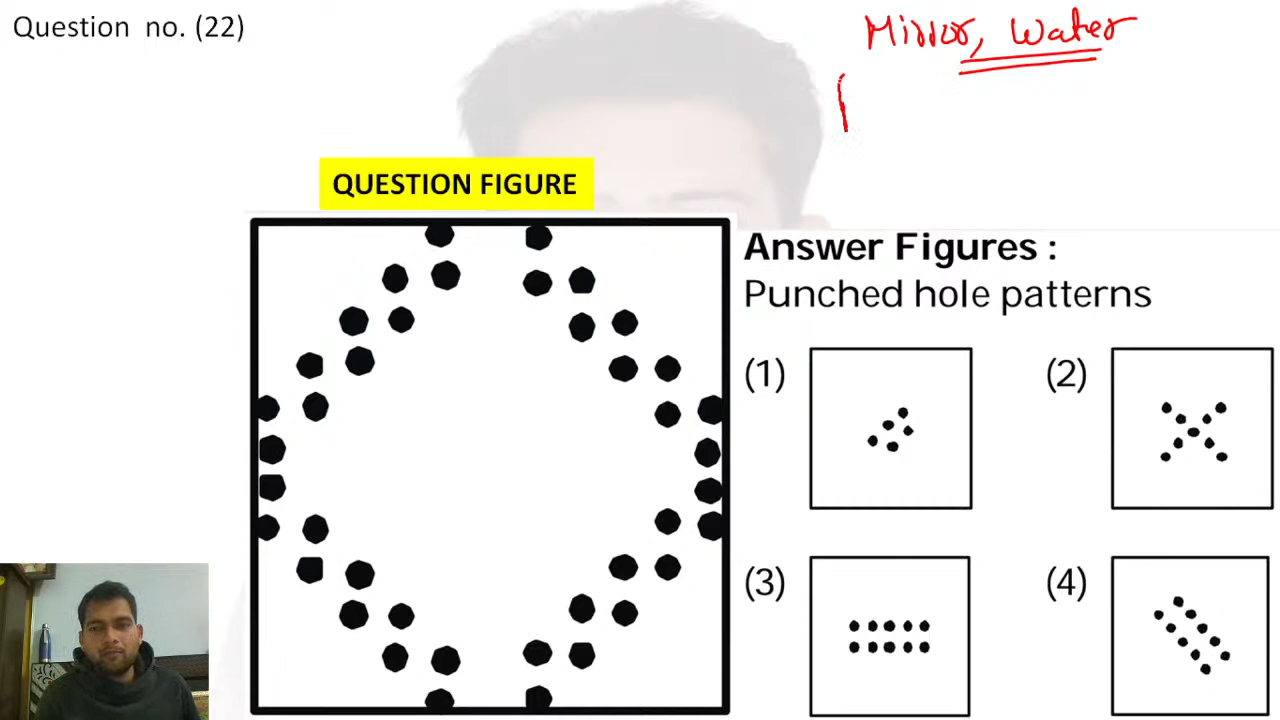 Question no. (22)
Mirror, Water
QUESTION FIGURE
Answer Figures :
Punched hole patterns
(1)
(2)
(3)
(4)